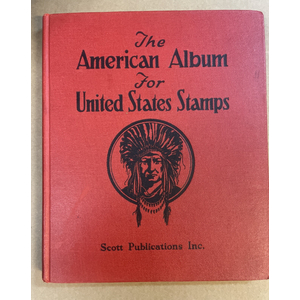 The
American Album
For
United States Stamps
Scott Publications Inc.